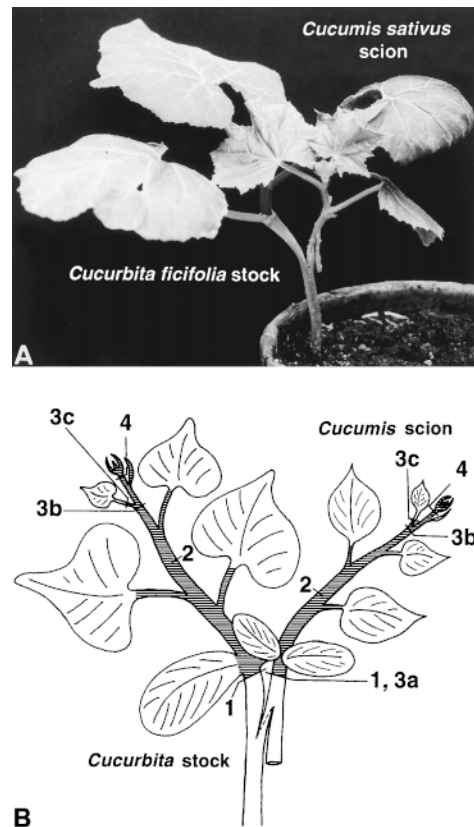 Cucumis sativus
scion
Cucurbita ficifolia stock
A
3c
4
Cucumis scion
3c
4
3b
3b
2
2
1
1, 3a
Cucurbita stock
B